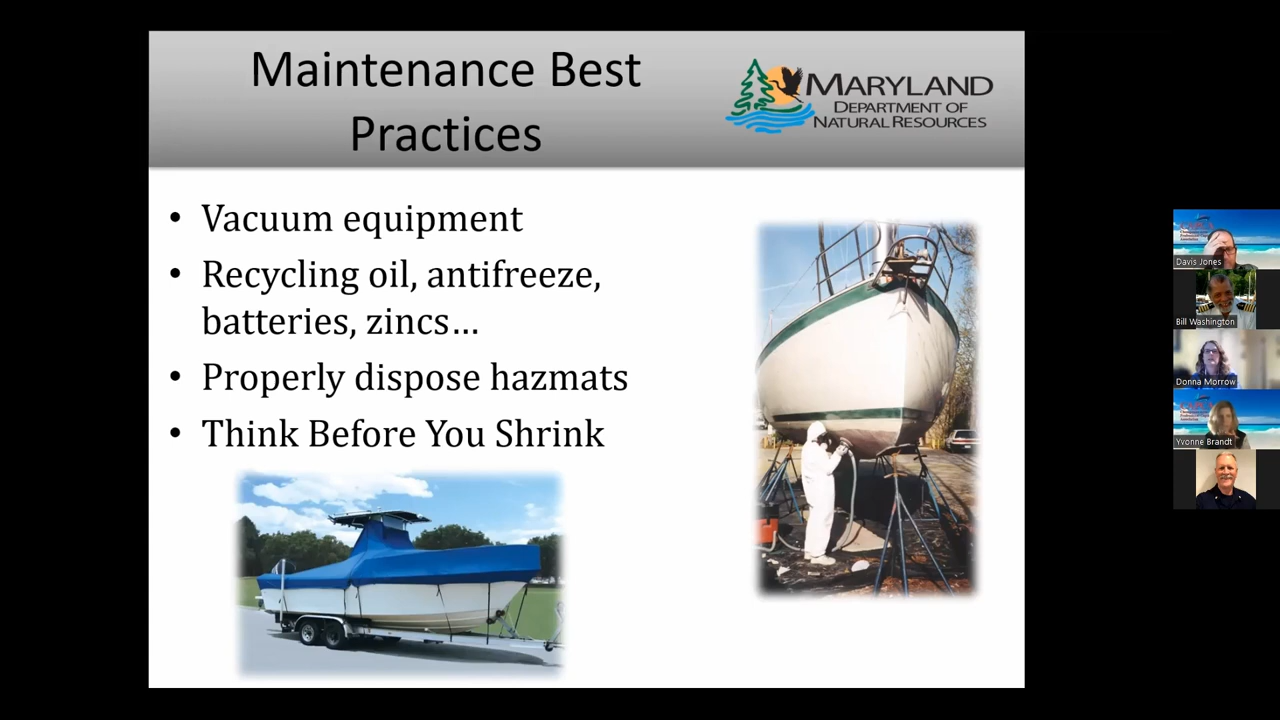 Maintenance Best
Practices
MARYLAND
DEPARTMENT OF
NATURAL RESOURCES
• Vacuum equipment
• Recycling oil, antifreeze,
batteries, zincs…
• Properly dispose hazmats
• Think Before You Shrink
Davis Jones
Bill Washington
Donna Morrow
Yvonne Brandt